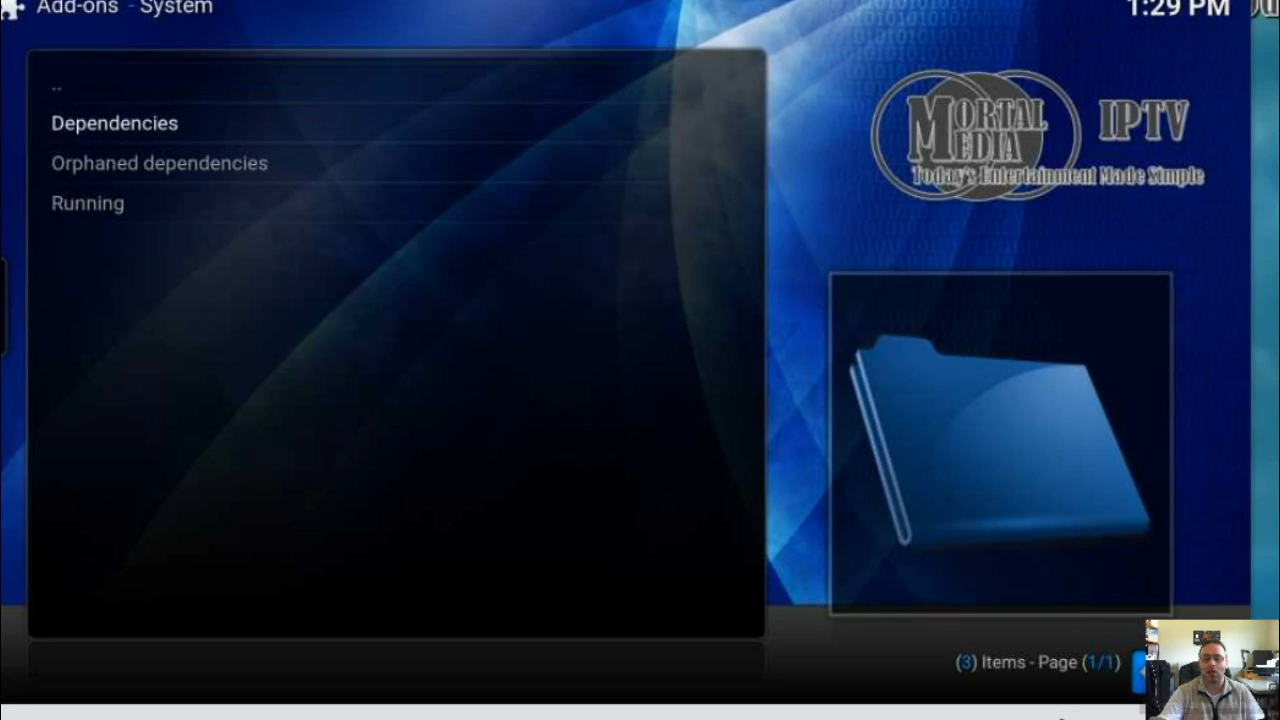 Add-ons - System
1:29 PM
..
Dependencies
Orphaned dependencies
Running
MORTAL MEDIA IPTV
Today's Entertainment Made Simple
(3) Items - Page (1/1)